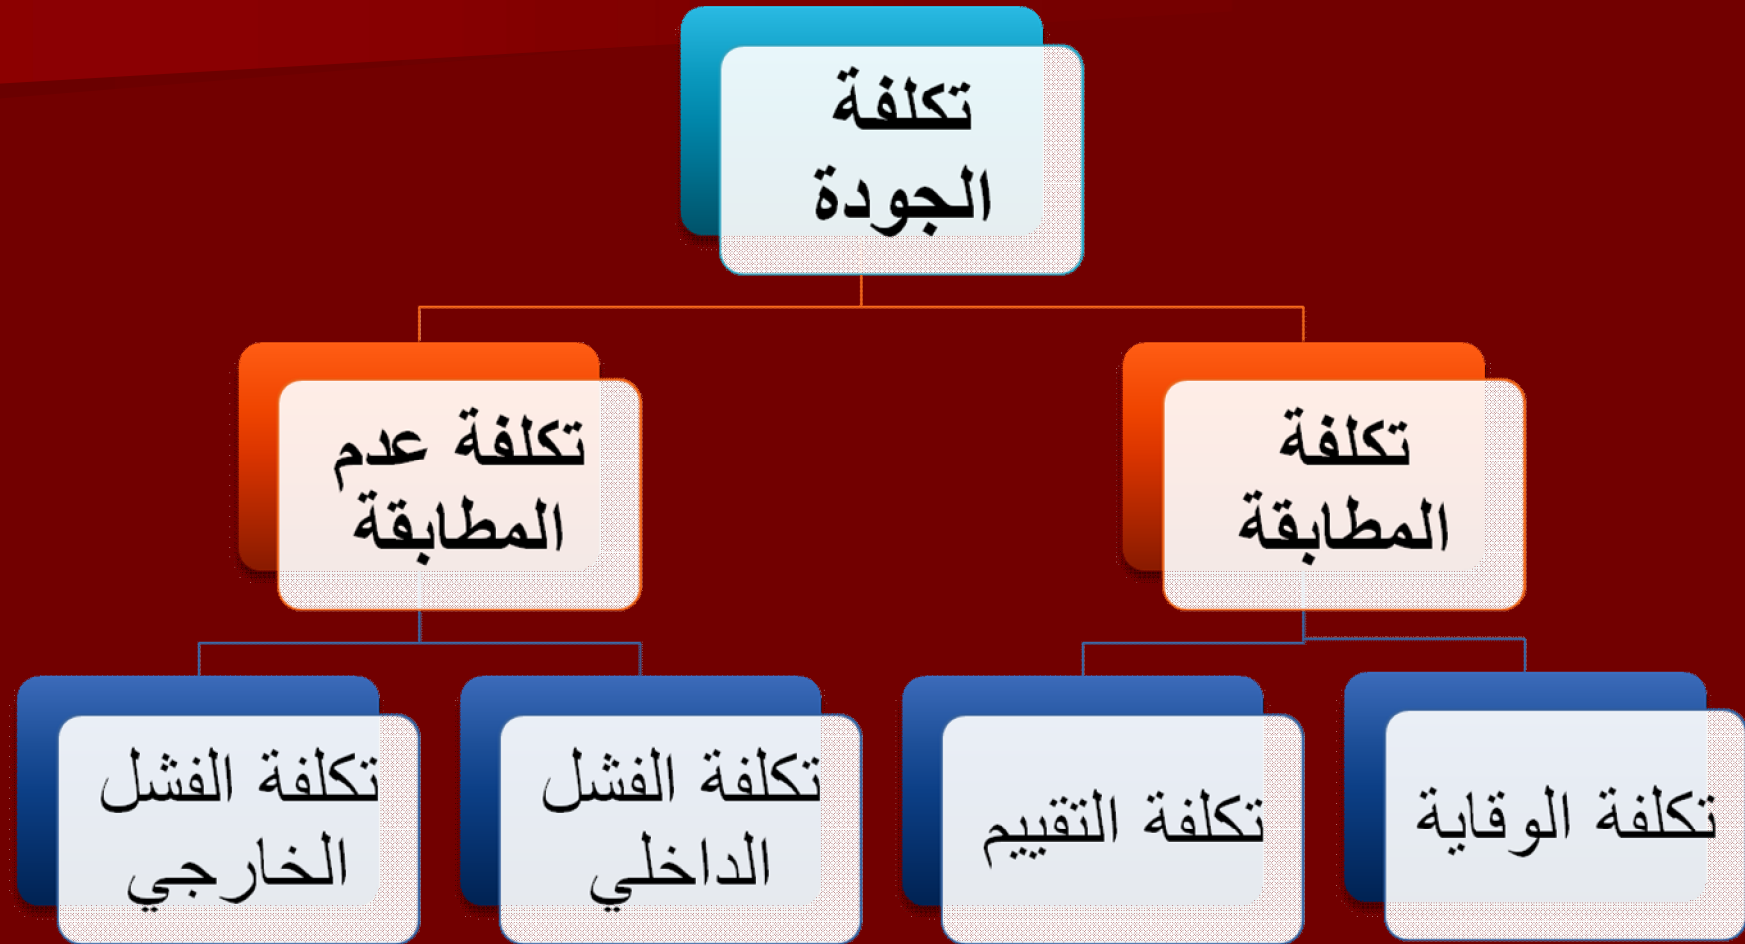 تكلفة
الجودة
تكلفة
المطابقة
تكلفة عدم
المطابقة
تكلفة الوقاية
تكلفة التقييم
تكلفة الفشل
الداخلي
تكلفة الفشل
الخارجي